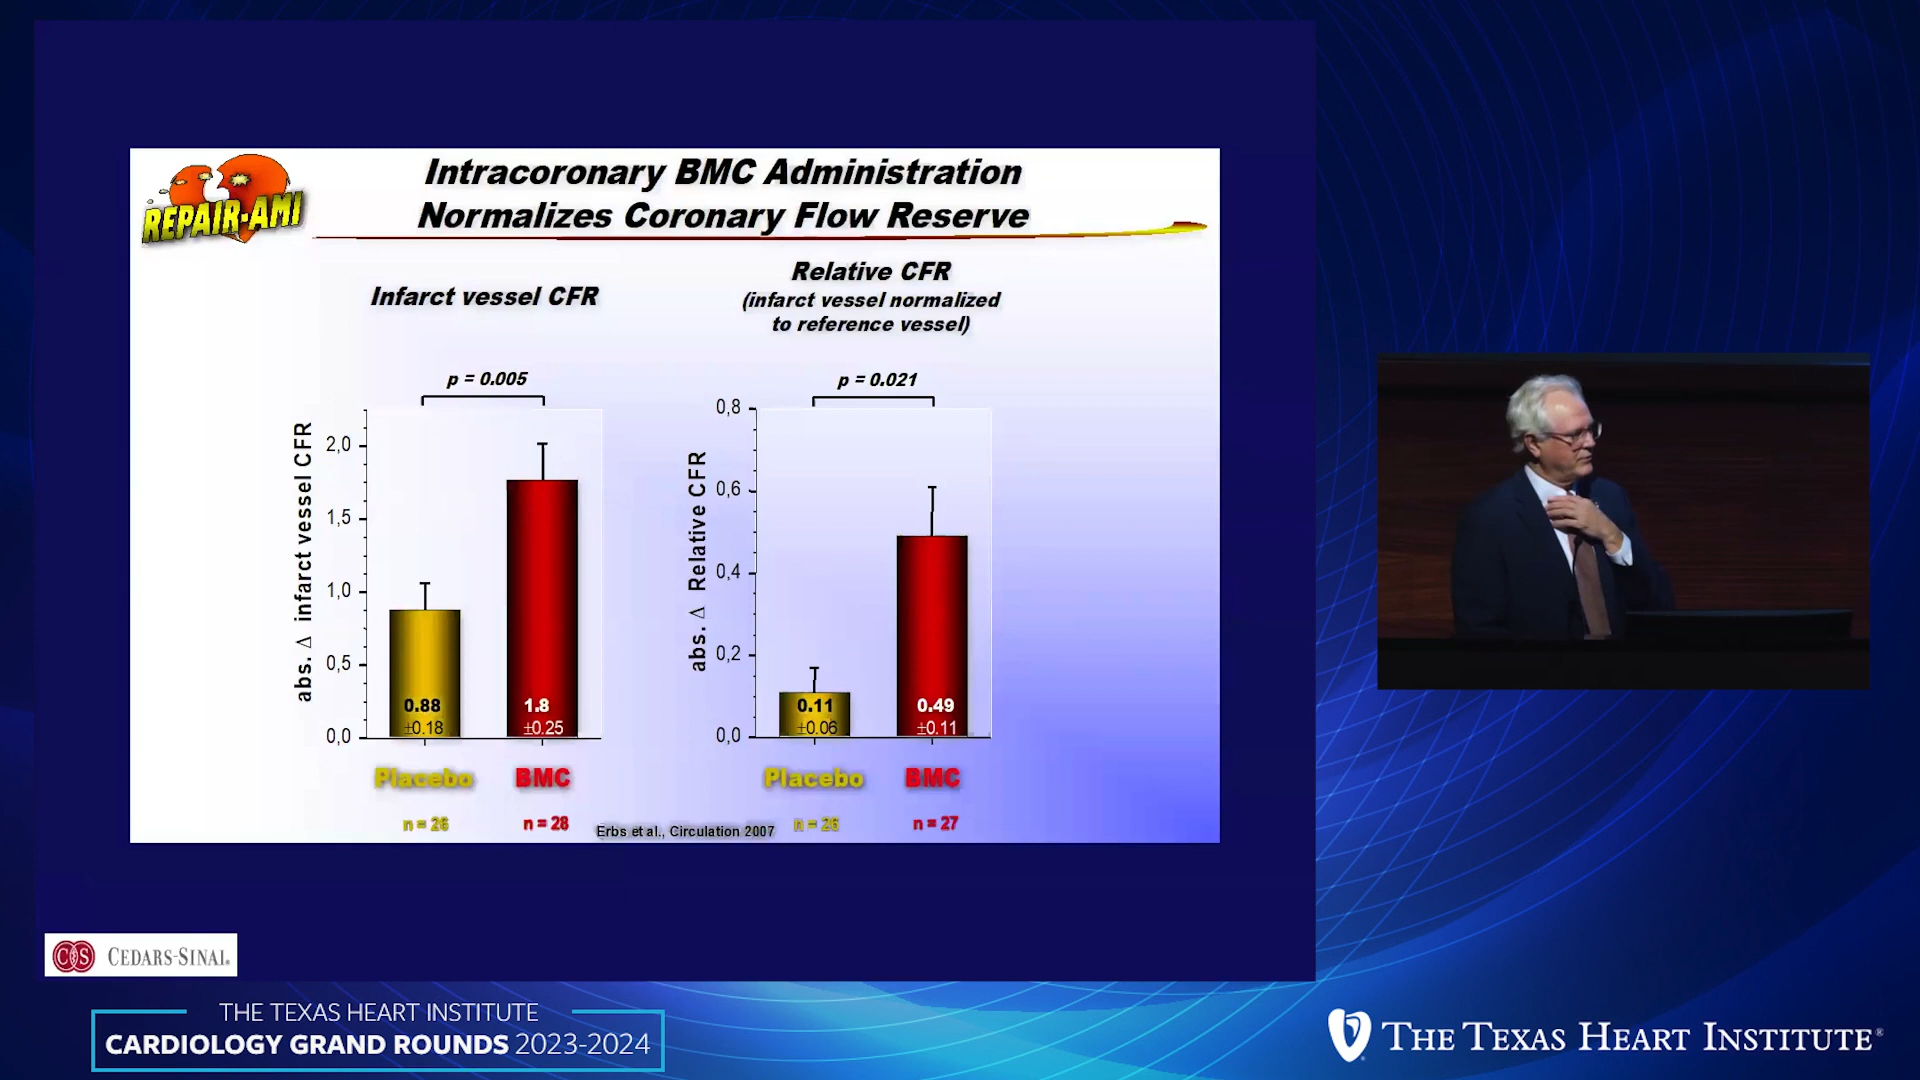 REPAIR-AMI
Intracoronary BMC Administration
Normalizes Coronary Flow Reserve
Infarct vessel CFR
p = 0.005
abs. Δ infarct vessel CFR
2,0
1,5
1,0
0,5
0,0
0.88
±0.18
1.8
±0.25
Placebo
BMC
n = 26
n = 28
Relative CFR
(infarct vessel normalized
to reference vessel)
p = 0.021
abs. Δ Relative CFR
0,8
0,6
0,4
0,2
0,0
0.11
±0.06
0.49
±0.11
Placebo
BMC
n = 26
n = 27
Erbs et al., Circulation 2007
CS CEDARS-SINAI®
THE TEXAS HEART INSTITUTE
CARDIOLOGY GRAND ROUNDS 2023-2024
THE TEXAS HEART INSTITUTE®